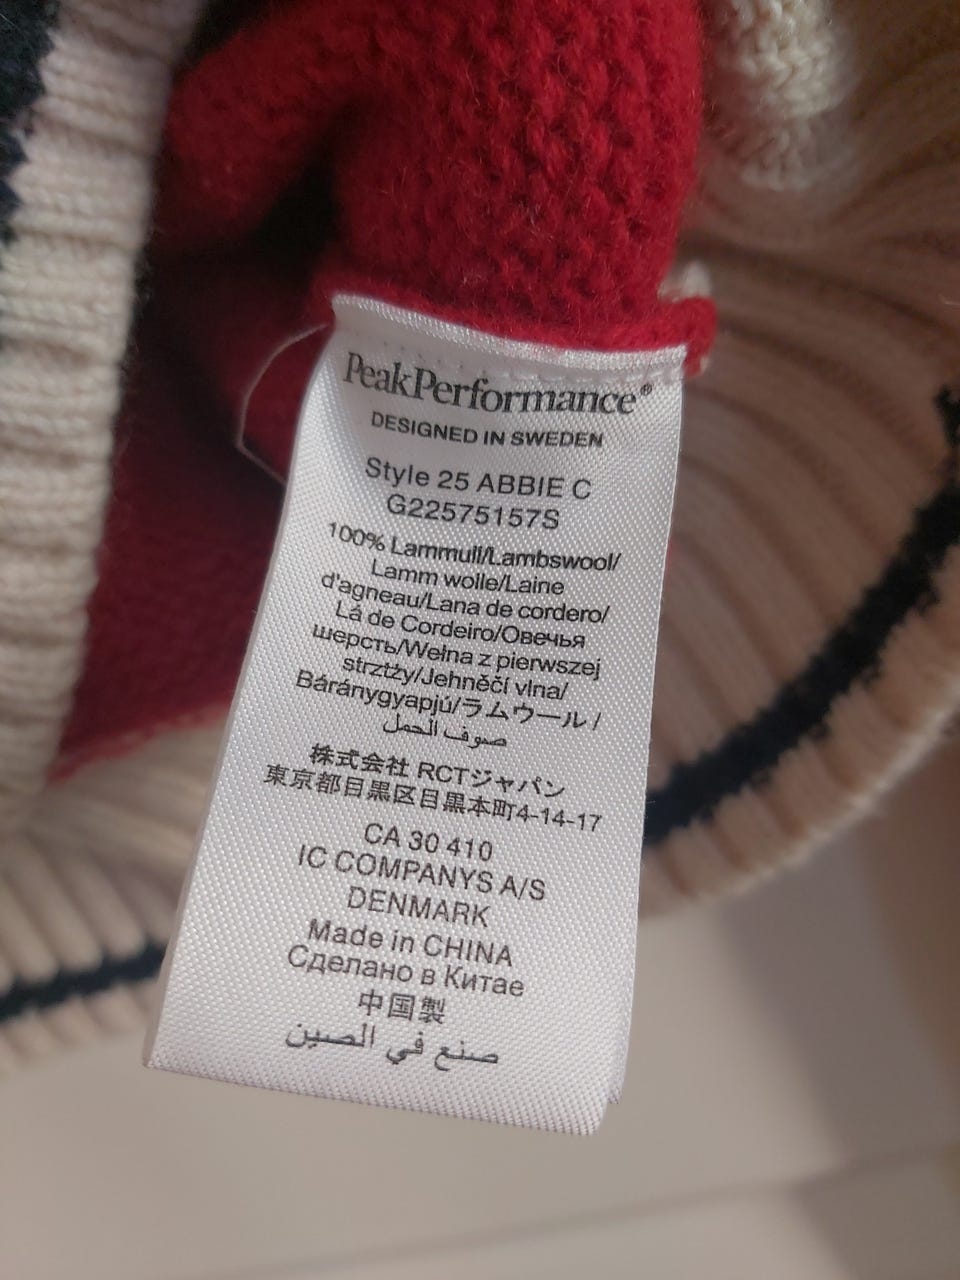 PeakPerformance®
DESIGNED IN SWEDEN
Style 25 ABBIE C
G22575157S
100% Lammull/Lambswool/
Lamm wolle/Laine
d'agneau/Lana de cordero/
Lá de Cordeiro/Овечья
шерсть/Wełna z pierwszej
strztży/Jehněčí vlna/
Báránygyapjú/ラムウール /
صوف الحمل
株式会社 RCTジャパン
東京都目黒区目黒本町4-14-17
CA 30 410
IC COMPANYS A/S
DENMARK
Made in CHINA
Сделано в Китае
中国製
صنع في الصين